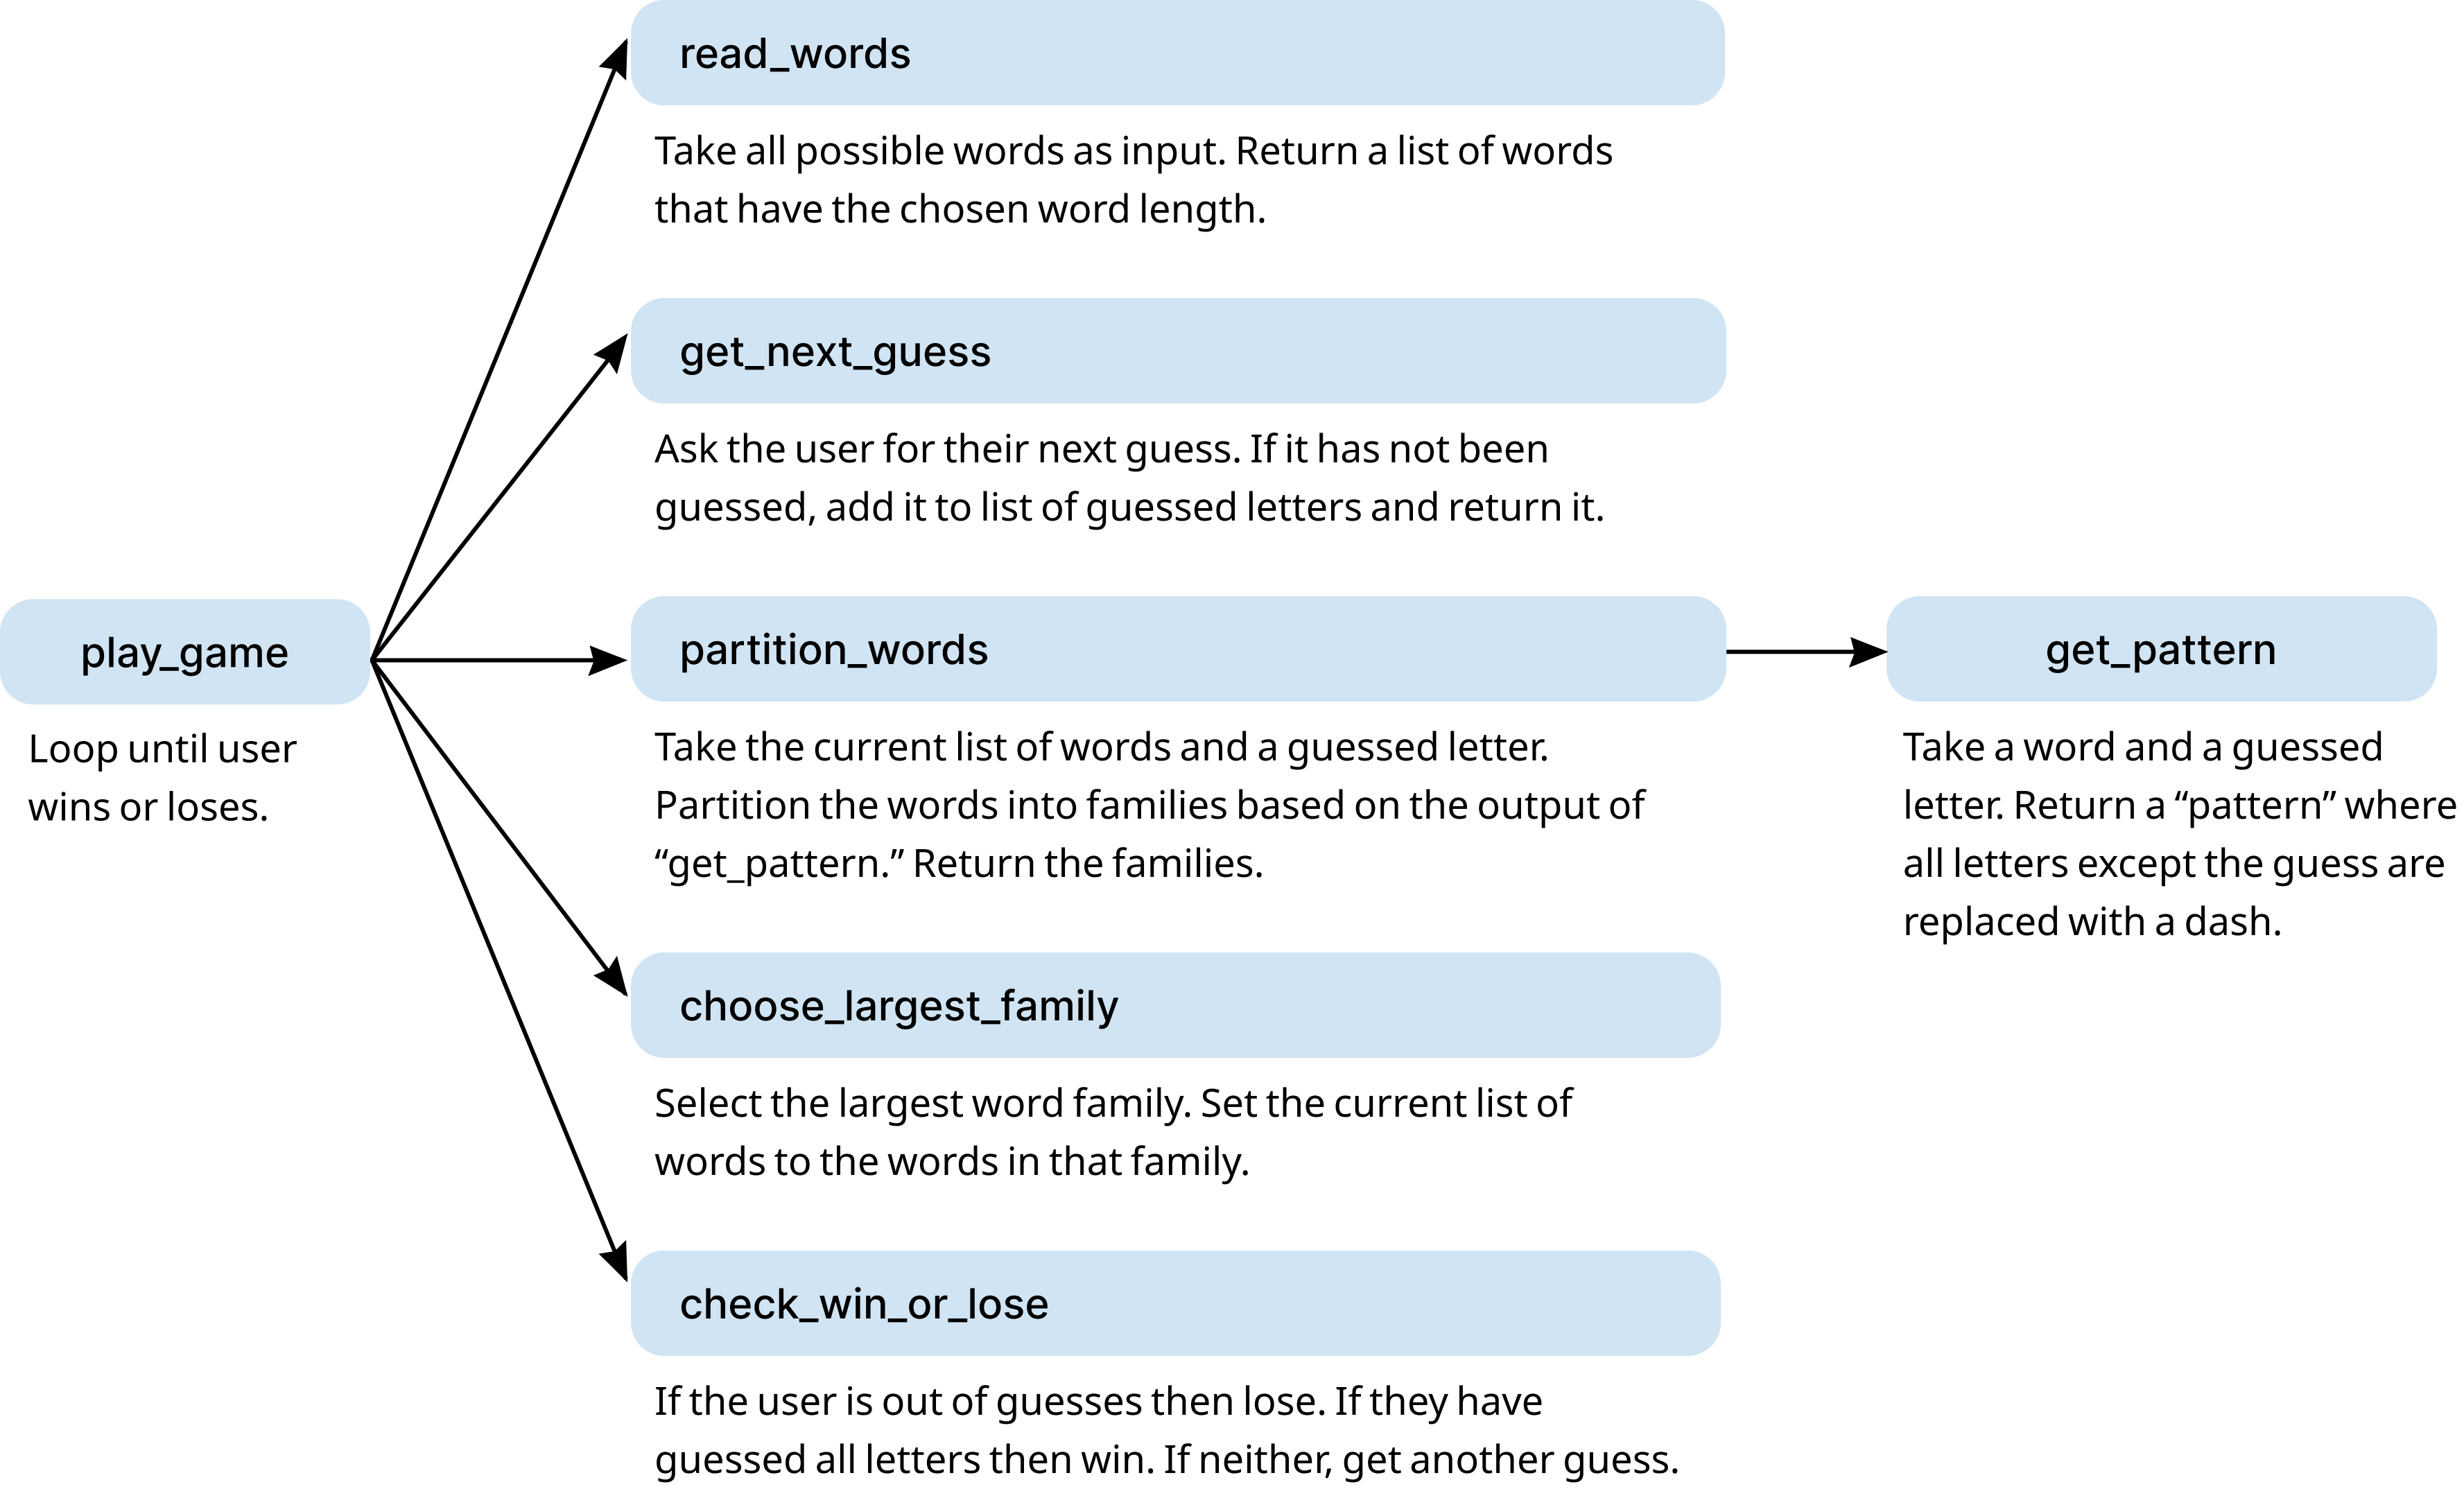 read_words
Take all possible words as input. Return a list of words
that have the chosen word length.
get_next_guess
Ask the user for their next guess. If it has not been
guessed, add it to list of guessed letters and return it.
play_game
Loop until user
wins or loses.
partition_words
Take the current list of words and a guessed letter.
Partition the words into families based on the output of
“get_pattern.” Return the families.
get_pattern
Take a word and a guessed
letter. Return a “pattern” where
all letters except the guess are
replaced with a dash.
choose_largest_family
Select the largest word family. Set the current list of
words to the words in that family.
check_win_or_lose
If the user is out of guesses then lose. If they have
guessed all letters then win. If neither, get another guess.